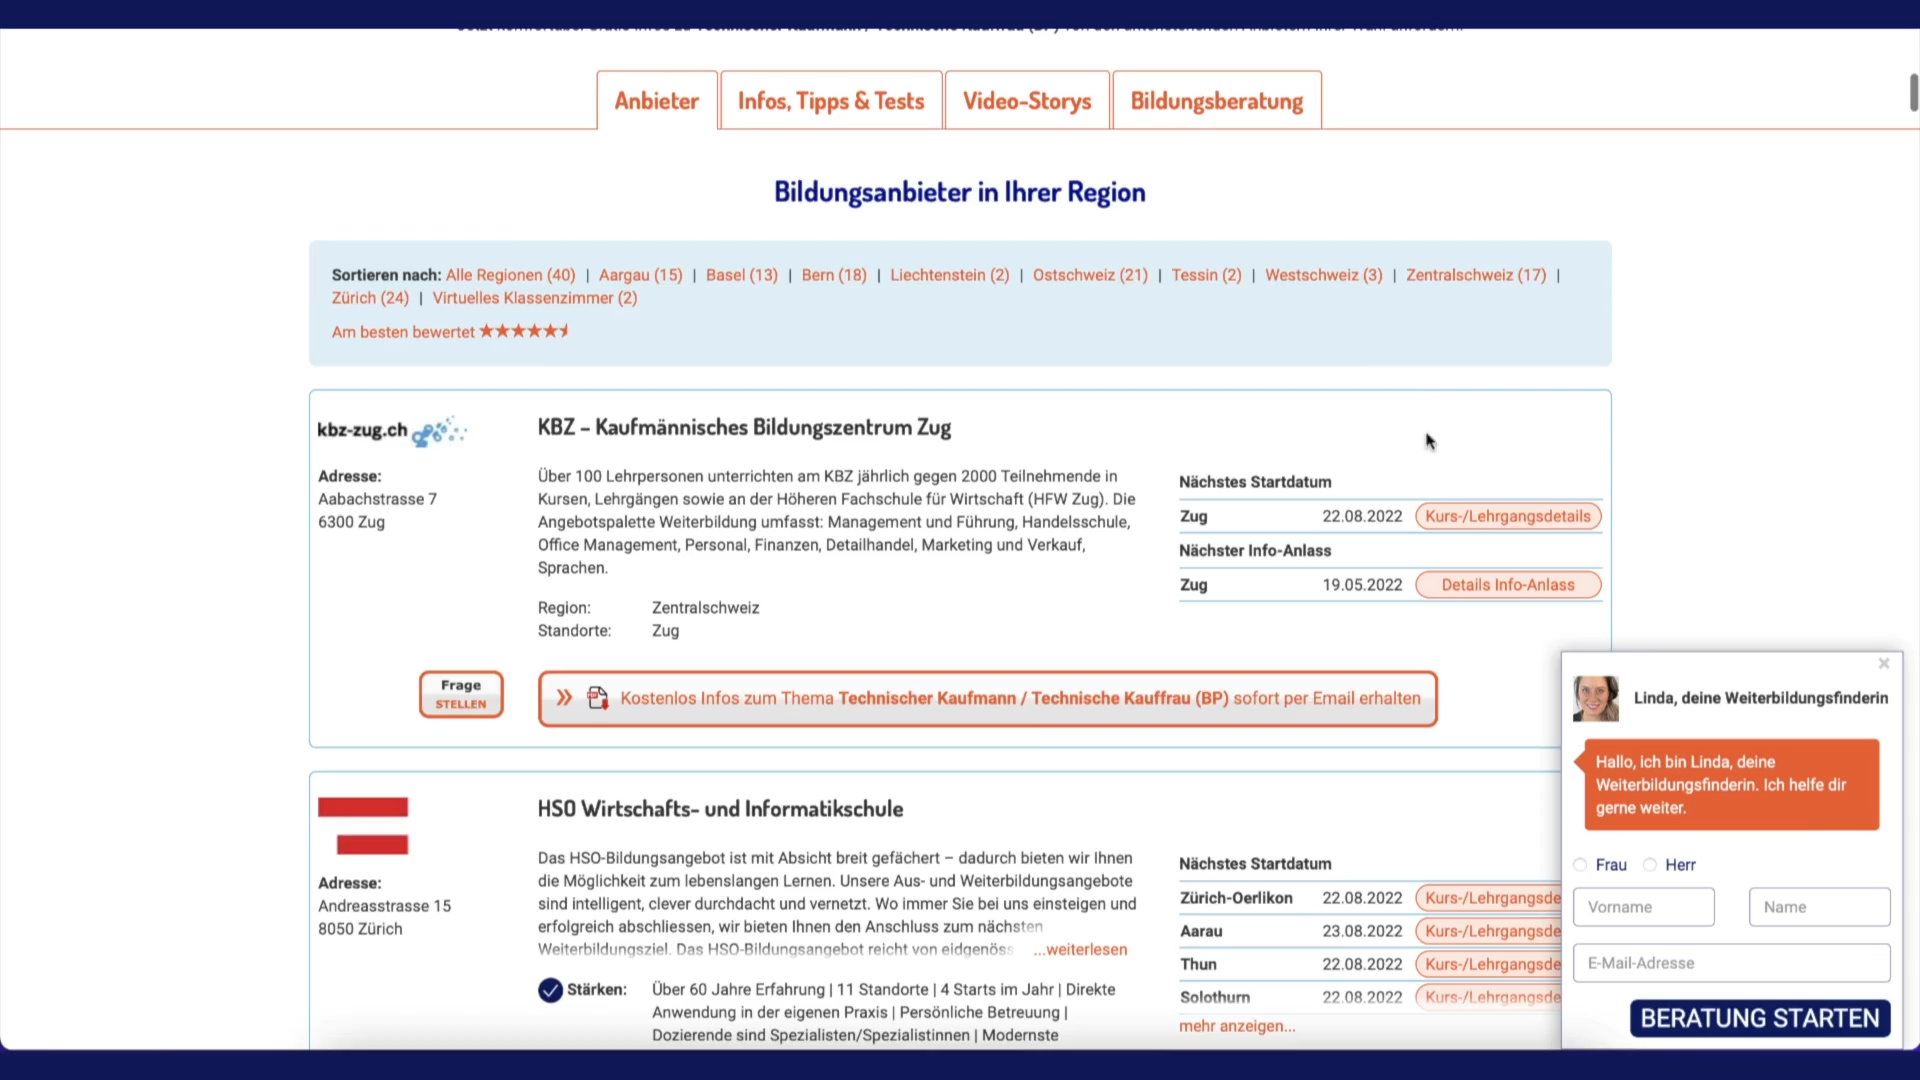 Anbieter
Infos, Tipps & Tests
Video-Storys
Bildungsberatung
Bildungsanbieter in Ihrer Region
Sortieren nach: Alle Regionen (40) | Aargau (15) | Basel (13) | Bern (18) | Liechtenstein (2) | Ostschweiz (21) | Tessin (2) | Westschweiz (3) | Zentralschweiz (17) |
Zürich (24) | Virtuelles Klassenzimmer (2)
Am besten bewertet
kbz-zug.ch
Adresse:
Aabachstrasse 7
6300 Zug
KBZ – Kaufmännisches Bildungszentrum Zug
Über 100 Lehrpersonen unterrichten am KBZ jährlich gegen 2000 Teilnehmende in
Kursen, Lehrgängen sowie an der Höheren Fachschule für Wirtschaft (HFW Zug). Die
Angebotspalette Weiterbildung umfasst: Management und Führung, Handelsschule,
Office Management, Personal, Finanzen, Detailhandel, Marketing und Verkauf,
Sprachen.
Region: Zentralschweiz
Standorte: Zug
Nächstes Startdatum
Zug 22.08.2022 Kurs-/Lehrgangsdetails
Nächster Info-Anlass
Zug 19.05.2022 Details Info-Anlass
Frage
STELLEN
Kostenlos Infos zum Thema Technischer Kaufmann / Technische Kauffrau (BP) sofort per Email erhalten
HSO Wirtschafts- und Informatikschule
Adresse:
Andreasstrasse 15
8050 Zürich
Das HSO-Bildungsangebot ist mit Absicht breit gefächert – dadurch bieten wir Ihnen
die Möglichkeit zum lebenslangen Lernen. Unsere Aus- und Weiterbildungsangebote
sind intelligent, clever durchdacht und vernetzt. Wo immer Sie bei uns einsteigen und
erfolgreich abschliessen, wir bieten Ihnen den Anschluss zum nächsten
Weiterbildungsziel. Das HSO-Bildungsangebot reicht von eidgenöss ...weiterlesen
Stärken: Über 60 Jahre Erfahrung | 11 Standorte | 4 Starts im Jahr | Direkte
Anwendung in der eigenen Praxis | Persönliche Betreuung |
Dozierende sind Spezialisten/Spezialistinnen | Modernste
Nächstes Startdatum
Zürich-Oerlikon 22.08.2022 Kurs-/Lehrgangsde
Aarau 23.08.2022 Kurs-/Lehrgangsde
Thun 22.08.2022 Kurs-/Lehrgangsde
Solothurn 22.08.2022 Kurs-/Lehrgangsde
mehr anzeigen...
Linda, deine Weiterbildungsfinderin
Hallo, ich bin Linda, deine
Weiterbildungsfinderin. Ich helfe dir
gerne weiter.
Frau Herr
Vorname Name
E-Mail-Adresse
BERATUNG STARTEN